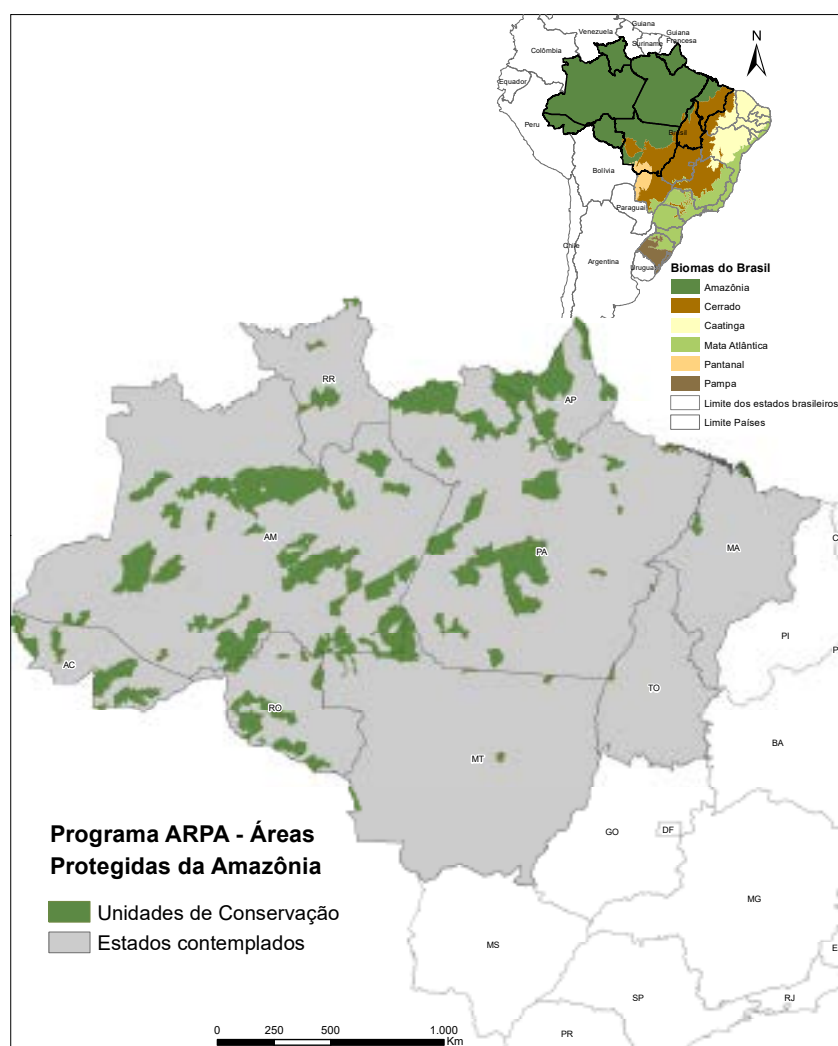 Guiana
Venezuela
Guiana
Francesa
Suriname
Colômbia
N
Equador
Peru
Brasil
Bolívia
Paraguai
Chile
Argentina
Uruguai
Biomas do Brasil
Amazônia
Cerrado
Caatinga
Mata Atlântica
Pantanal
Pampa
Limite dos estados brasileiros
Limite Países
RR
AP
AM
PA
MA
C
PI
P
AC
RO
TO
MT
BA
GO
DF
MG
MS
E
SP
RJ
PR
Programa ARPA - Áreas
Protegidas da Amazônia
Unidades de Conservação
Estados contemplados
0 250 500 1.000
Km